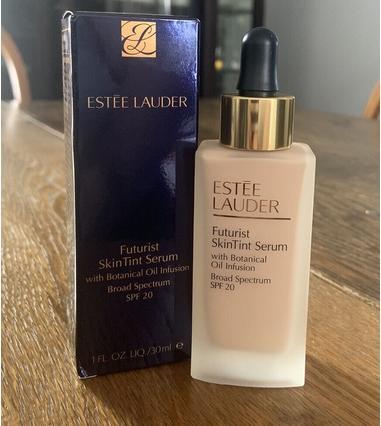 ESTĒE LAUDER
Futurist
SkinTint Serum
with Botanical Oil Infusion
Broad Spectrum
SPF 20
1 FL. OZ. LIQ./30ml e
ESTĒE
LAUDER
Futurist
SkinTint Serum
with Botanical
Oil Infusion
Broad Spectrum
SPF 20